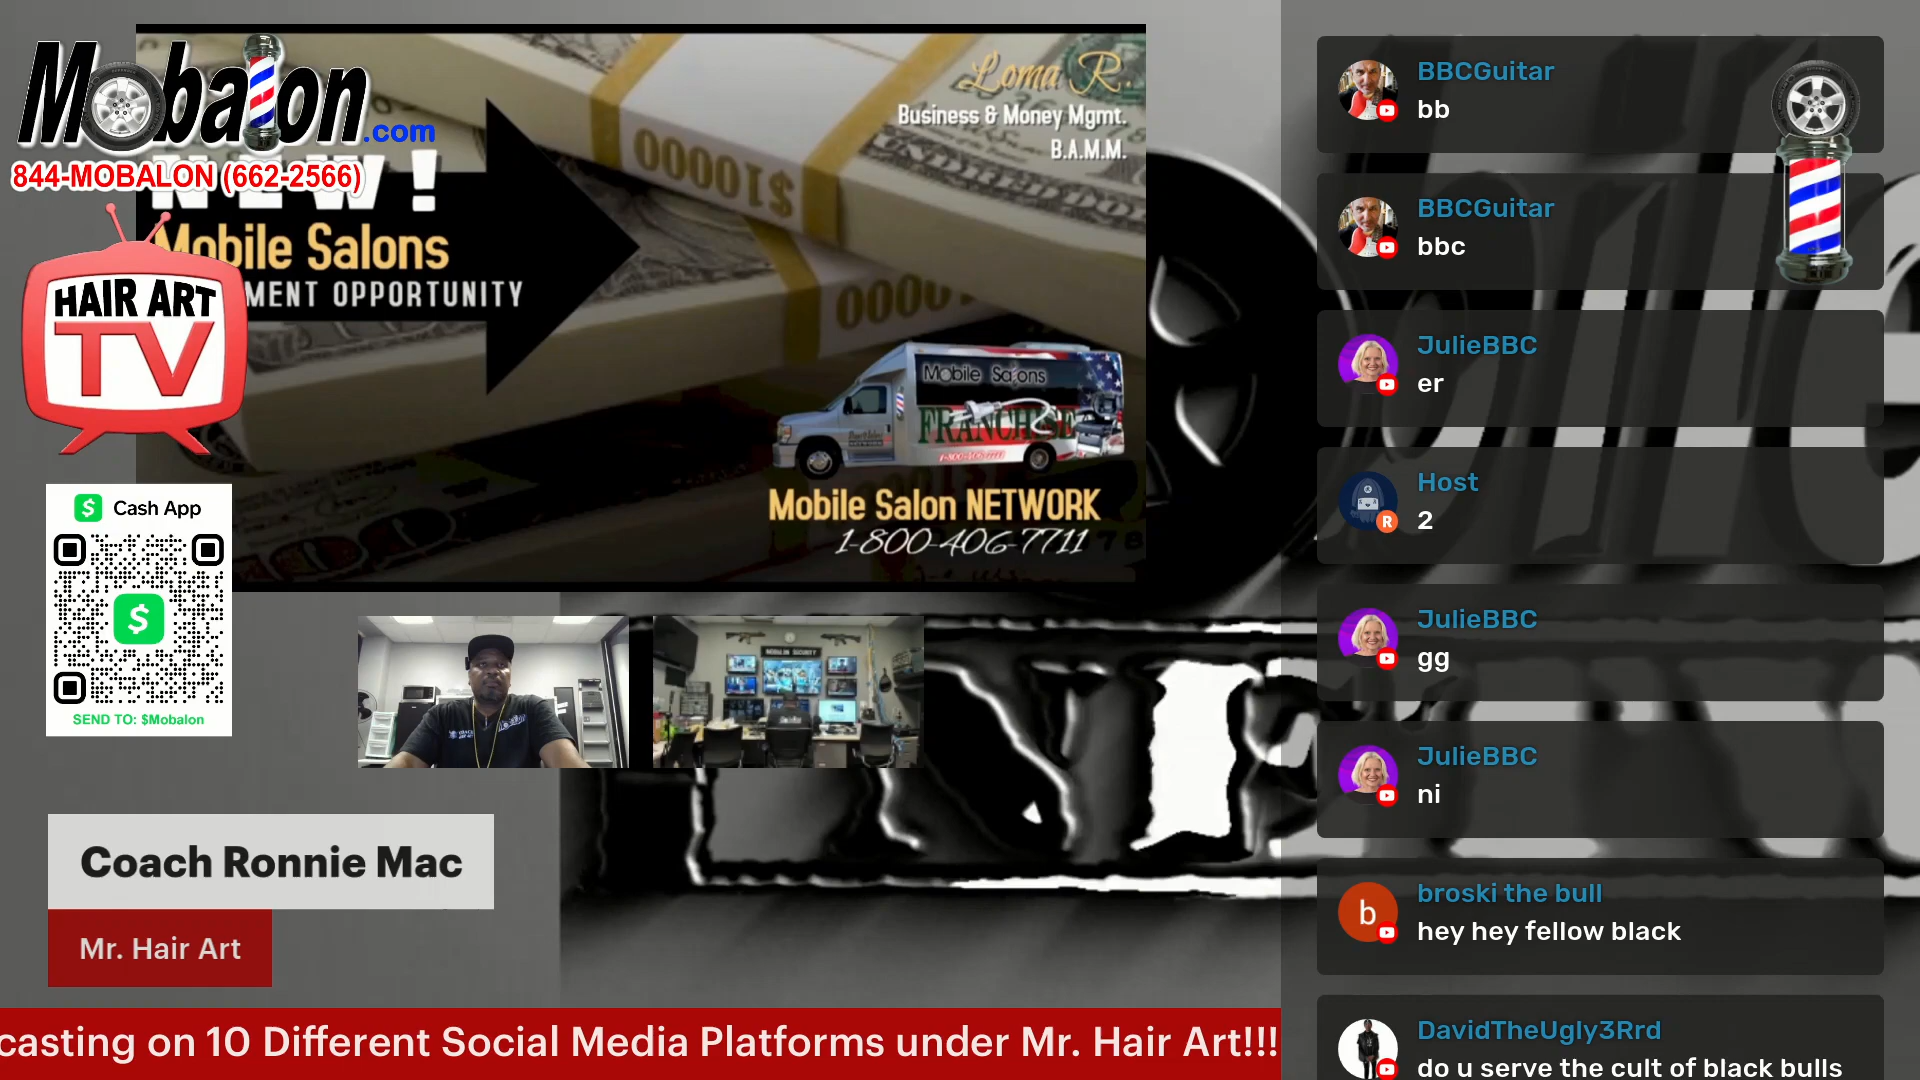 Mobalon.com
844-MOBALON (662-2566)
NEW!
Mobile Salons
MENT OPPORTUNITY
HAIR ART
TV
Loma R.
Business & Money Mgmt.
B.A.M.M.
$10000
Mobile Salons
FRANCHISE
Mobile Salon NETWORK
1-800-406-7711
Cash App
SEND TO: $Mobalon
MOBALON SECURITY
Coach Ronnie Mac
Mr. Hair Art
casting on 10 Different Social Media Platforms under Mr. Hair Art!!!
BBCGuitar
bb
BBCGuitar
bbc
JulieBBC
er
Host
2
JulieBBC
gg
JulieBBC
ni
broski the bull
hey hey fellow black
DavidTheUgly3Rrd
do u serve the cult of black bulls